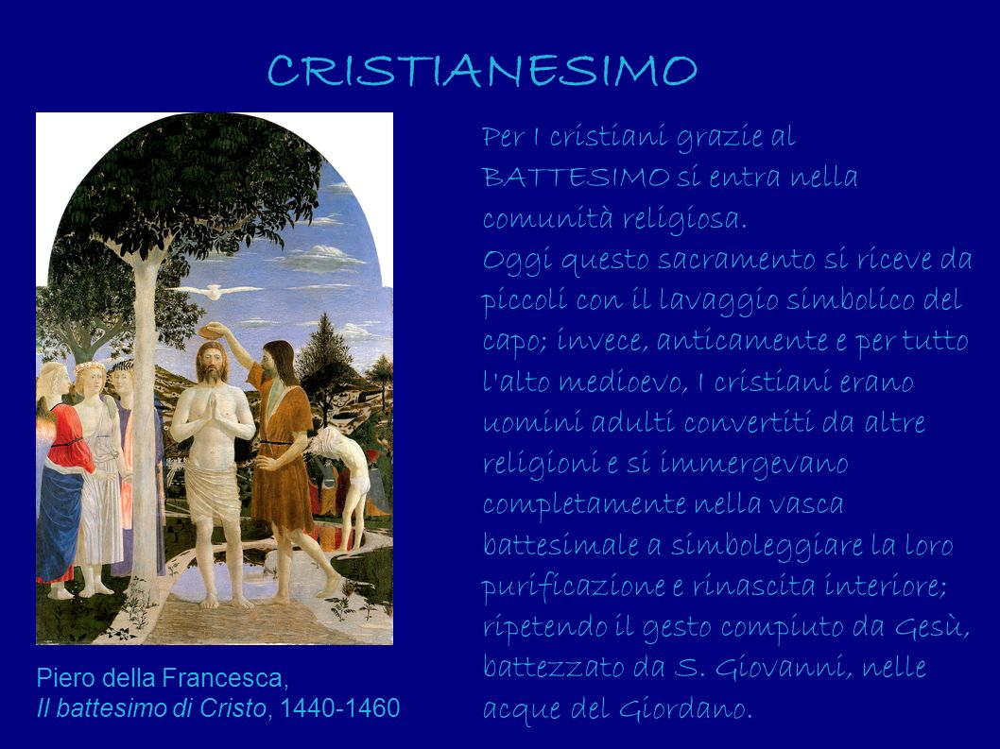 CRISTIANESIMO
Per I cristiani grazie al
BATTESIMO si entra nella
comunità religiosa.
Oggi questo sacramento si riceve da
piccoli con il lavaggio simbolico del
capo; invece, anticamente e per tutto
l'alto medioevo, I cristiani erano
uomini adulti convertiti da altre
religioni e si immergevano
completamente nella vasca
battesimale a simboleggiare la loro
purificazione e rinascita interiore;
ripetendo il gesto compiuto da Gesù,
battezzato da S. Giovanni, nelle
acque del Giordano.
Piero della Francesca,
Il battesimo di Cristo, 1440-1460